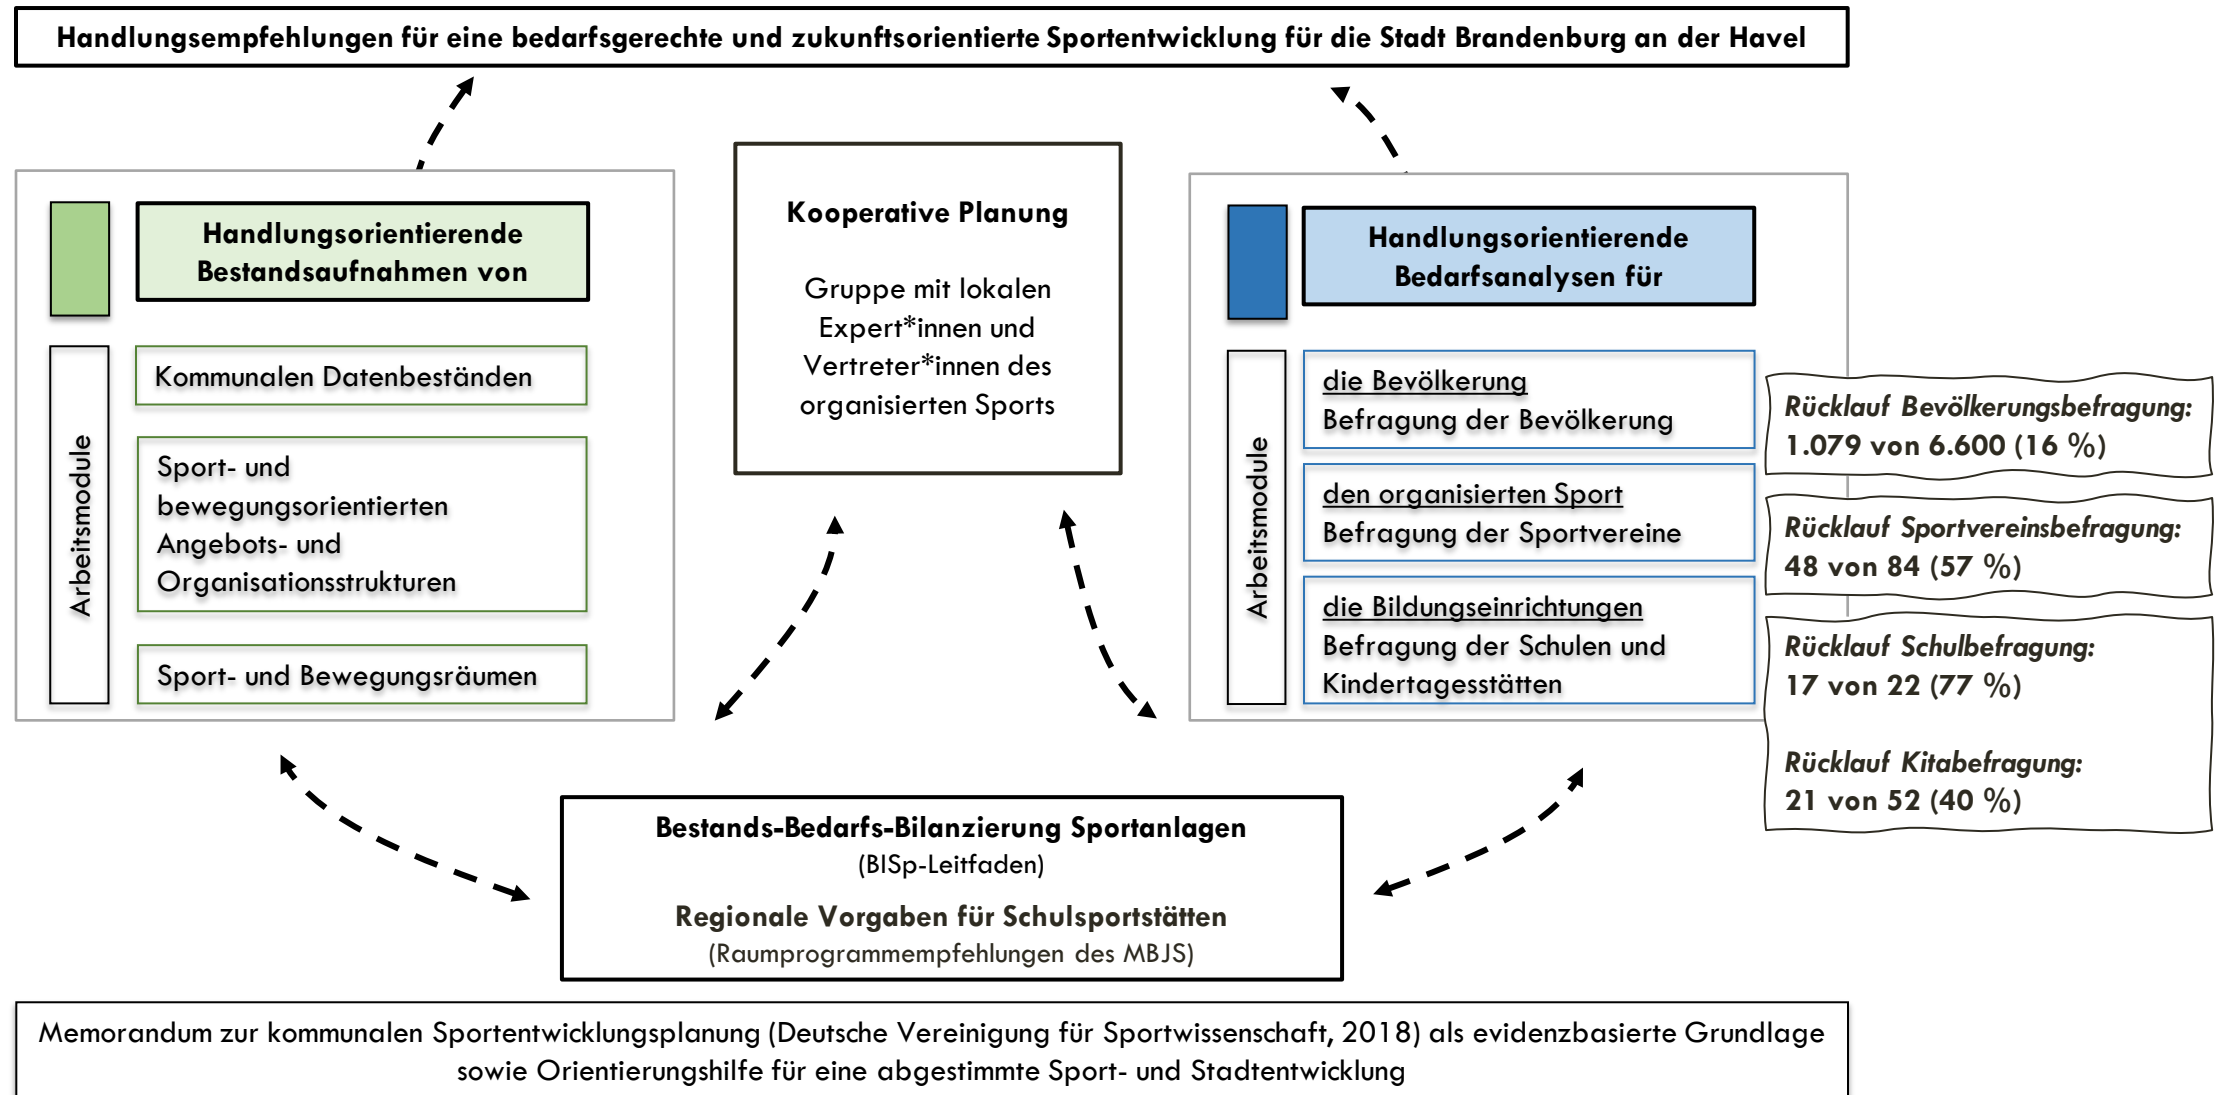 Handlungsempfehlungen für eine bedarfsgerechte und zukunftsorientierte Sportentwicklung für die Stadt Brandenburg an der Havel
Handlungsorientierende
Bestandsaufnahmen von
Arbeitsmodule
Kommunalen Datenbeständen
Sport- und
bewegungsorientierten
Angebots- und
Organisationsstrukturen
Sport- und Bewegungsräumen
Kooperative Planung
Gruppe mit lokalen
Expert*innen und
Vertreter*innen des
organisierten Sports
Handlungsorientierende
Bedarfsanalysen für
Arbeitsmodule
die Bevölkerung
Befragung der Bevölkerung
den organisierten Sport
Befragung der Sportvereine
die Bildungseinrichtungen
Befragung der Schulen und
Kindertagesstätten
Rücklauf Bevölkerungsbefragung:
1.079 von 6.600 (16 %)
Rücklauf Sportvereinsbefragung:
48 von 84 (57 %)
Rücklauf Schulbefragung:
17 von 22 (77 %)
Rücklauf Kitabefragung:
21 von 52 (40 %)
Bestands-Bedarfs-Bilanzierung Sportanlagen
(BISp-Leitfaden)
Regionale Vorgaben für Schulsportstätten
(Raumprogrammempfehlungen des MBJS)
Memorandum zur kommunalen Sportentwicklungsplanung (Deutsche Vereinigung für Sportwissenschaft, 2018) als evidenzbasierte Grundlage
sowie Orientierungshilfe für eine abgestimmte Sport- und Stadtentwicklung